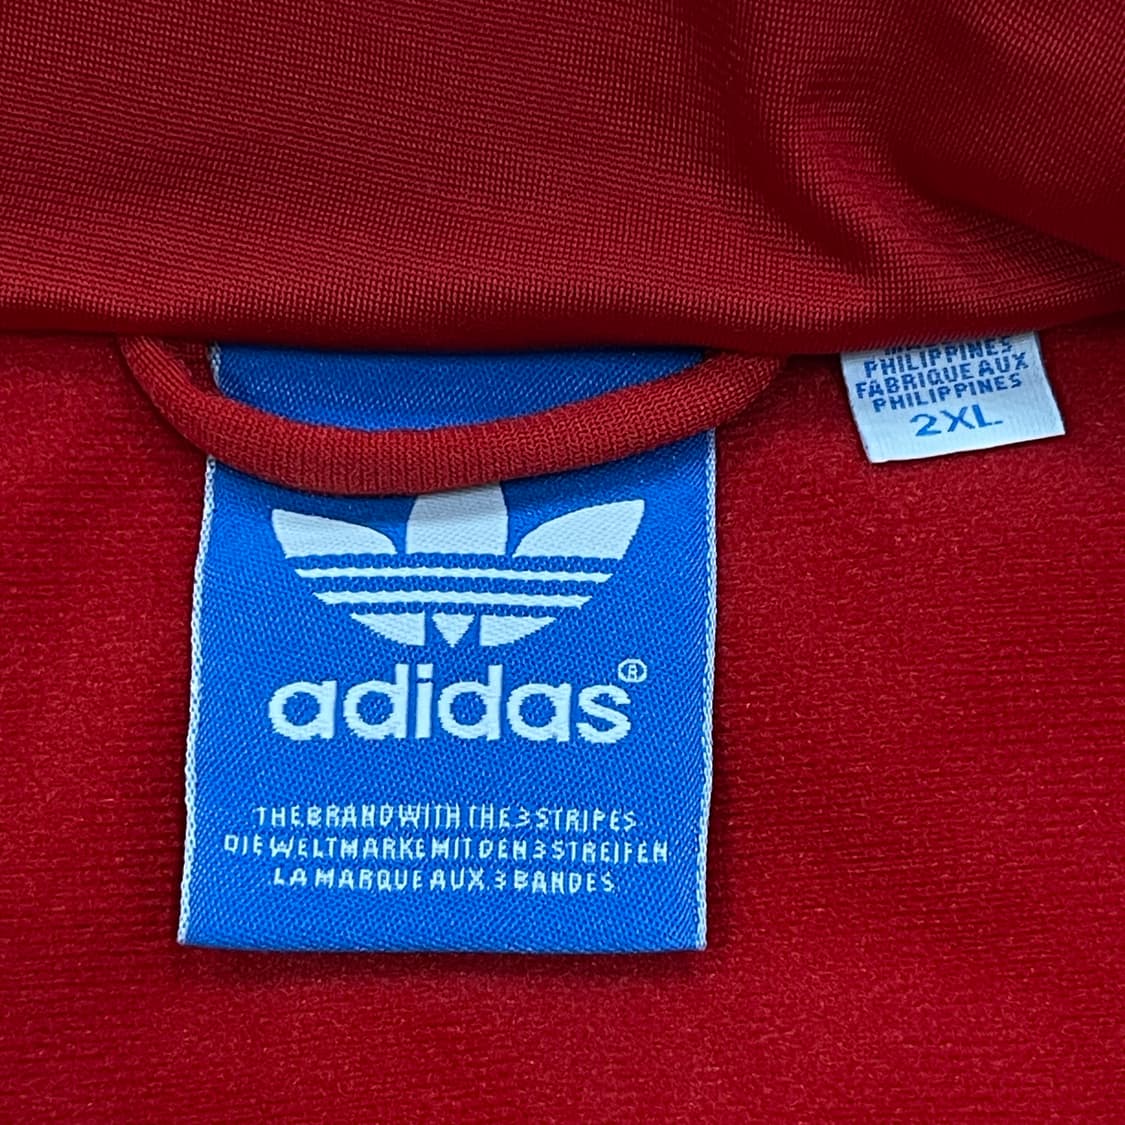 PHILIPPINES
FABRIQUE AUX
PHILIPPINES
2XL
adidas®
THE BRAND WITH THE 3 STRIPES
DIE WELTMARKE MIT DEN 3 STREIFEN
LA MARQUE AUX 3 BANDES